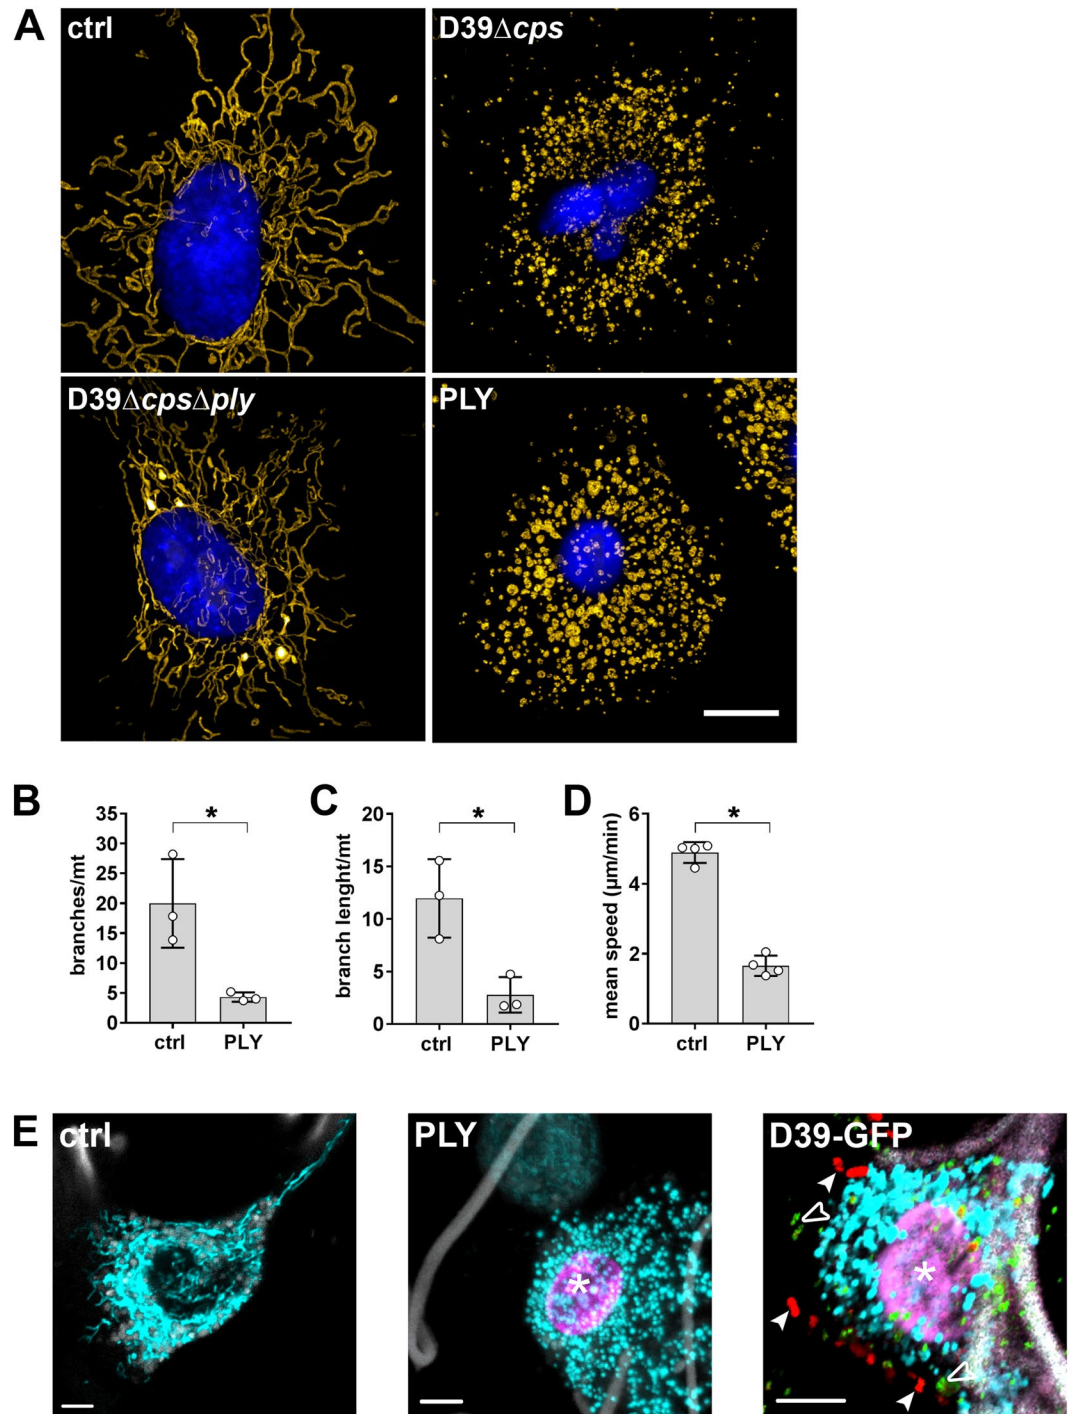 A
ctrl
D39Δcps
D39ΔcpsΔply
PLY
B
branches/mt
35
30
25
20
15
10
5
0
*
ctrl
PLY
C
branch lenght/mt
20
15
10
5
0
*
ctrl
PLY
D
mean speed (µm/min)
6
4
2
0
*
ctrl
PLY
E
ctrl
PLY
*
D39-GFP
*